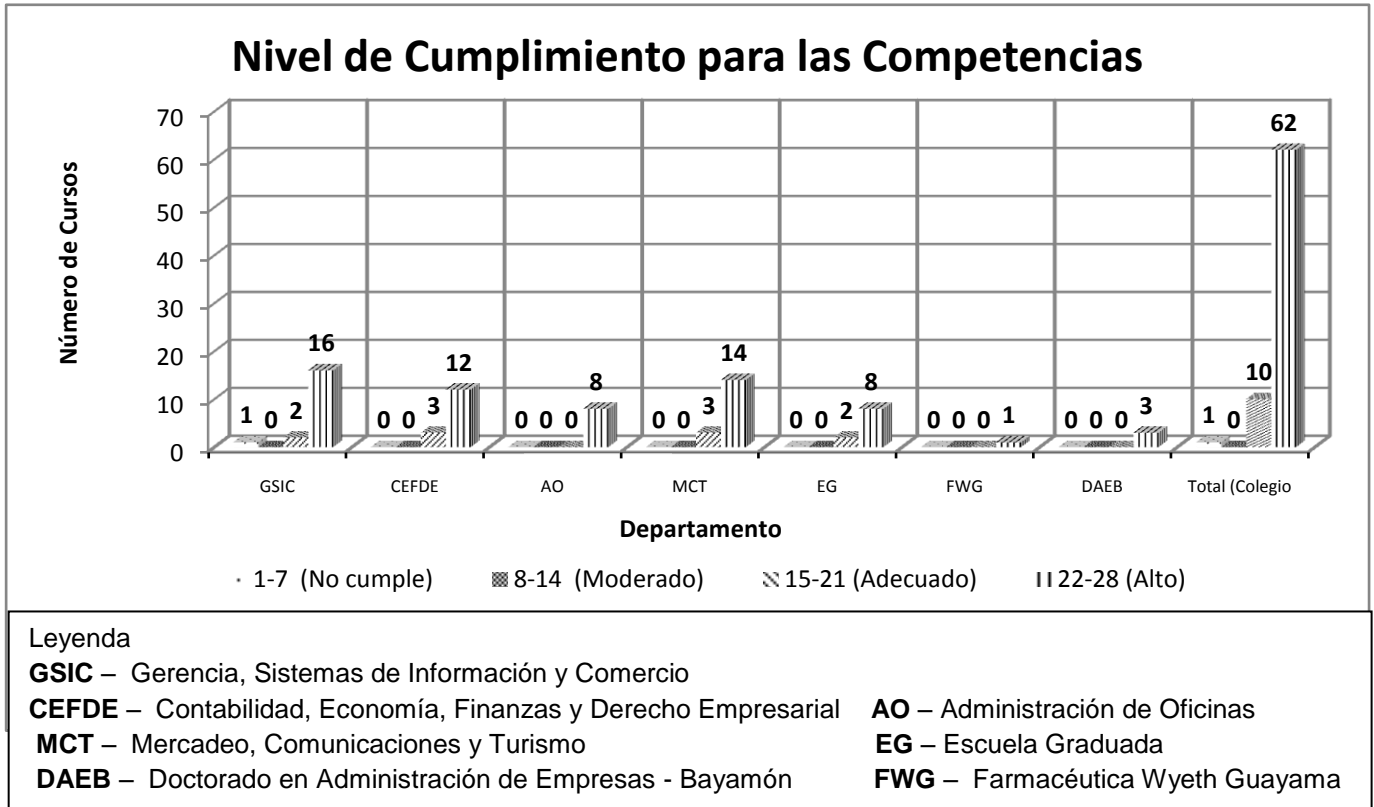 Nivel de Cumplimiento para las Competencias
Número de Cursos
70
60
50
40
30
20
10
0
1 0 2 16
0 0 3 12
0 0 0 8
0 0 3 14
0 0 2 8
0 0 0 1
0 0 0 3
1 0 10 62
GSIC CEFDE AO MCT EG FWG DAEB Total (Colegio
Departamento
1-7 (No cumple) 8-14 (Moderado) 15-21 (Adecuado) 22-28 (Alto)
Leyenda
GSIC – Gerencia, Sistemas de Información y Comercio
CEFDE – Contabilidad, Economía, Finanzas y Derecho Empresarial AO – Administración de Oficinas
MCT – Mercadeo, Comunicaciones y Turismo EG – Escuela Graduada
DAEB – Doctorado en Administración de Empresas - Bayamón FWG – Farmacéutica Wyeth Guayama